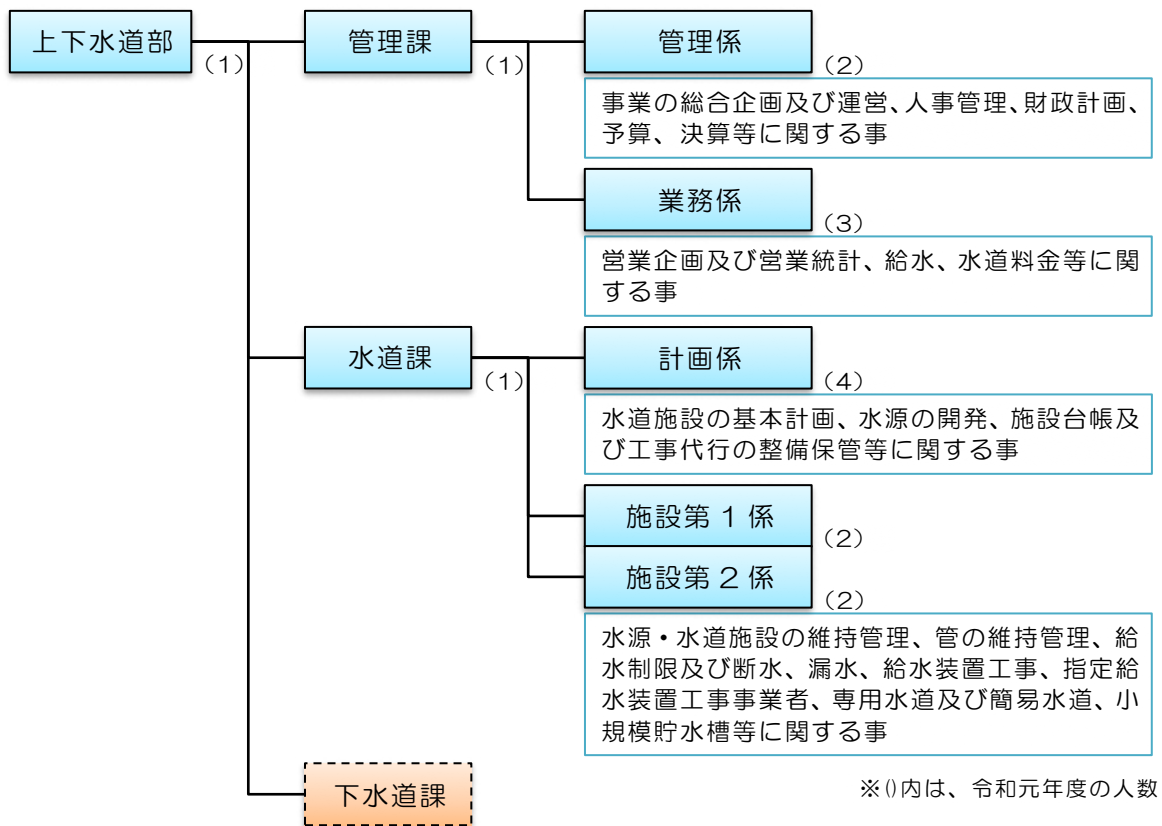 上下水道部
(1)
管理課
(1)
管理係
(2)
事業の総合企画及び運営、人事管理、財政計画、
予算、決算等に関する事
業務係
(3)
営業企画及び営業統計、給水、水道料金等に関
する事
水道課
(1)
計画係
(4)
水道施設の基本計画、水源の開発、施設台帳及
び工事代行の整備保管等に関する事
施設第1係
(2)
施設第2係
(2)
水源・水道施設の維持管理、管の維持管理、給
水制限及び断水、漏水、給水装置工事、指定給
水装置工事事業者、専用水道及び簡易水道、小
規模貯水槽等に関する事
下水道課
※()内は、令和元年度の人数